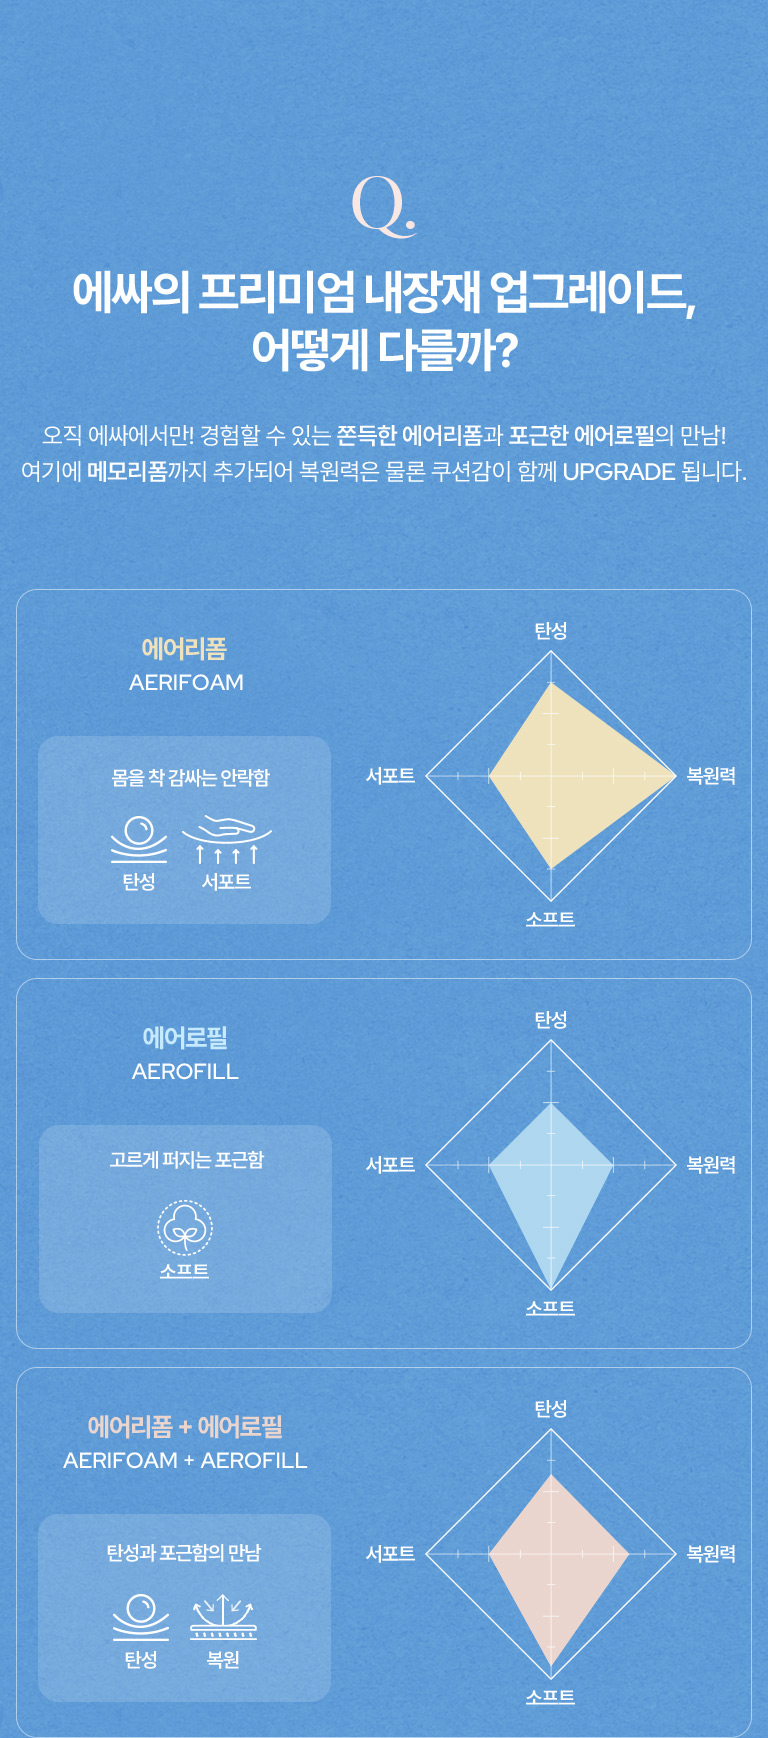 Q.
에싸의 프리미엄 내장재 업그레이드,
어떻게 다를까?
오직 에싸에서만! 경험할 수 있는 쫀득한 에어리폼과 포근한 에어로필의 만남!
여기에 메모리폼까지 추가되어 복원력은 물론 쿠션감이 함께 UPGRADE 됩니다.
에어리폼
AERIFOAM
몸을 착 감싸는 안락함
탄성 서포트
탄성
서포트 복원력
소프트
에어로필
AEROFILL
고르게 퍼지는 포근함
소프트
탄성
서포트 복원력
소프트
에어리폼 + 에어로필
AERIFOAM + AEROFILL
탄성과 포근함의 만남
탄성 복원
탄성
서포트 복원력
소프트